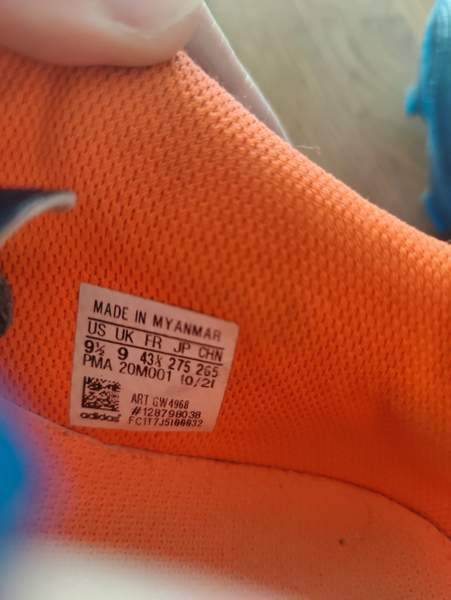 MADE IN MYANMAR
US UK FR JP CHN
9½ 9 43⅓ 275 265
PMA 20M001 10/21
ART GW4968
#128798038
adidas FC1T7J5100032